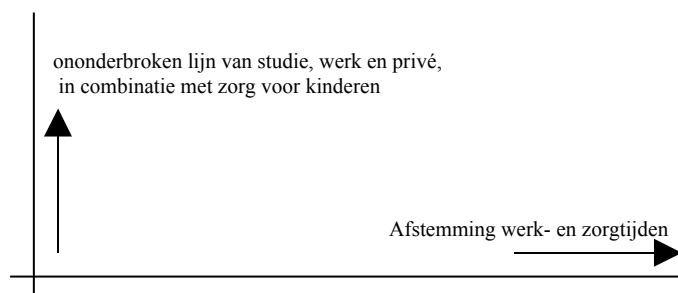 ononderbroken lijn van studie, werk en privé,
in combinatie met zorg voor kinderen
Afstemming werk- en zorgtijden